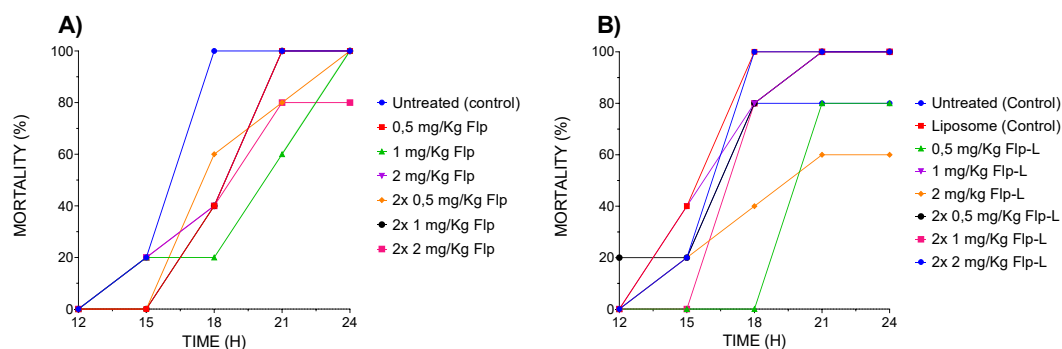 A)
MORTALITY (%)
100
80
60
40
20
0
12 15 18 21 24
TIME (H)
Untreated (control)
0,5 mg/Kg Flp
1 mg/Kg Flp
2 mg/Kg Flp
2x 0,5 mg/Kg Flp
2x 1 mg/Kg Flp
2x 2 mg/Kg Flp
B)
MORTALITY (%)
100
80
60
40
20
0
12 15 18 21 24
TIME (H)
Untreated (Control)
Liposome (Control)
0,5 mg/Kg Flp-L
1 mg/Kg Flp-L
2 mg/kg Flp-L
2x 0,5 mg/Kg Flp-L
2x 1 mg/Kg Flp-L
2x 2 mg/Kg Flp-L